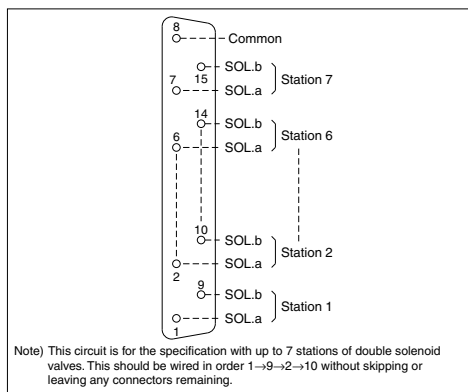 8
Common
SOL.b
15
Station 7
7
SOL.a
14
SOL.b
Station 6
6
SOL.a
10
SOL.b
Station 2
2
SOL.a
9
SOL.b
Station 1
1
SOL.a
Note) This circuit is for the specification with up to 7 stations of double solenoid
valves. This should be wired in order 1→9→2→10 without skipping or
leaving any connectors remaining.